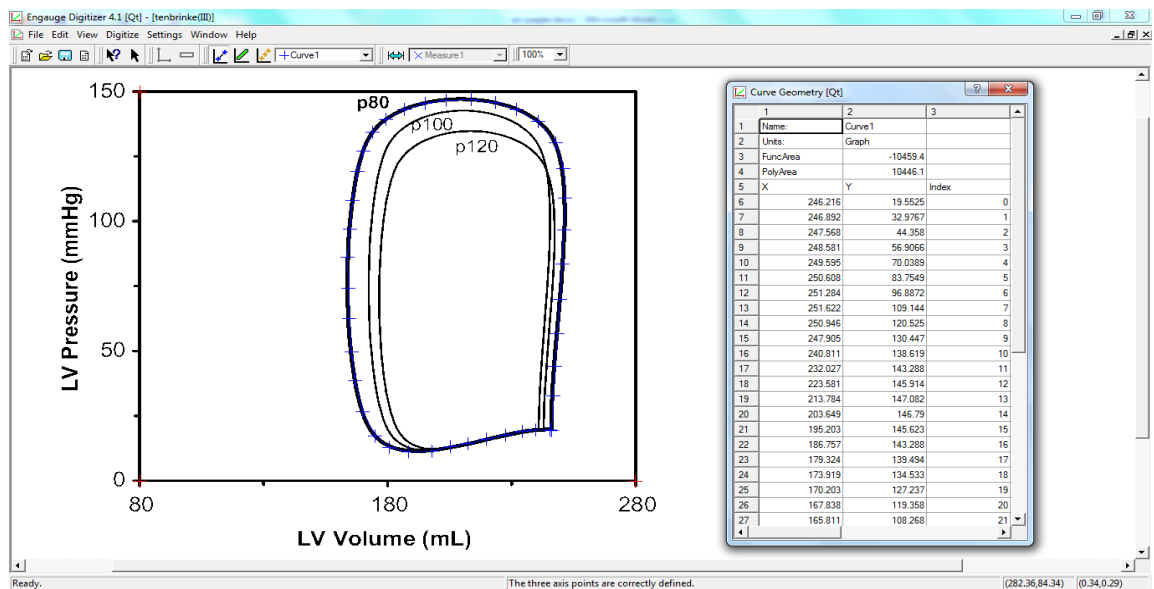 Engauge Digitizer 4.1 [Qt] - [tenbrinke(III)]
File Edit View Digitize Settings Window Help
Curve1 Measure1 100%
150
100
50
0
80 180 280
LV Pressure (mmHg)
LV Volume (mL)
p80
p100
p120
Curve Geometry [Qt]
1 2 3
1 Name: Curve1
2 Units: Graph
3 FuncArea -10459.4
4 PolyArea 10446.1
5 X Y Index
6 246.216 19.5525 0
7 246.892 32.9767 1
8 247.568 44.358 2
9 248.581 56.9066 3
10 249.595 70.0389 4
11 250.608 83.7549 5
12 251.284 96.8872 6
13 251.622 109.144 7
14 250.946 120.525 8
15 247.905 130.447 9
16 240.811 138.619 10
17 232.027 143.288 11
18 223.581 145.914 12
19 213.784 147.082 13
20 203.649 146.79 14
21 195.203 145.623 15
22 186.757 143.288 16
23 179.324 139.494 17
24 173.919 134.533 18
25 170.203 127.237 19
26 167.838 119.358 20
27 165.811 108.268 21
Ready. The three axis points are correctly defined. (282.36,84.34) (0.34,0.29)